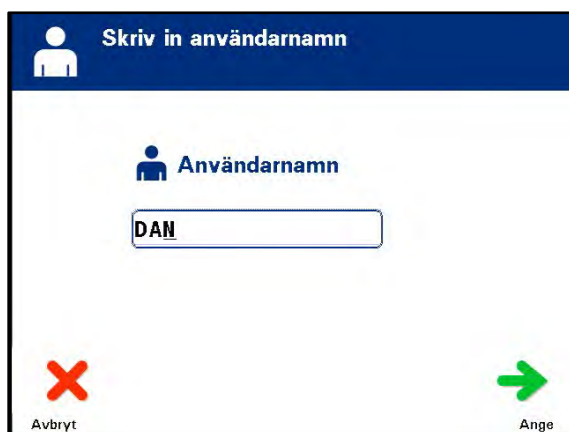 Skriv in användarnamn
Användarnamn
DAN
Avbryt
Ange